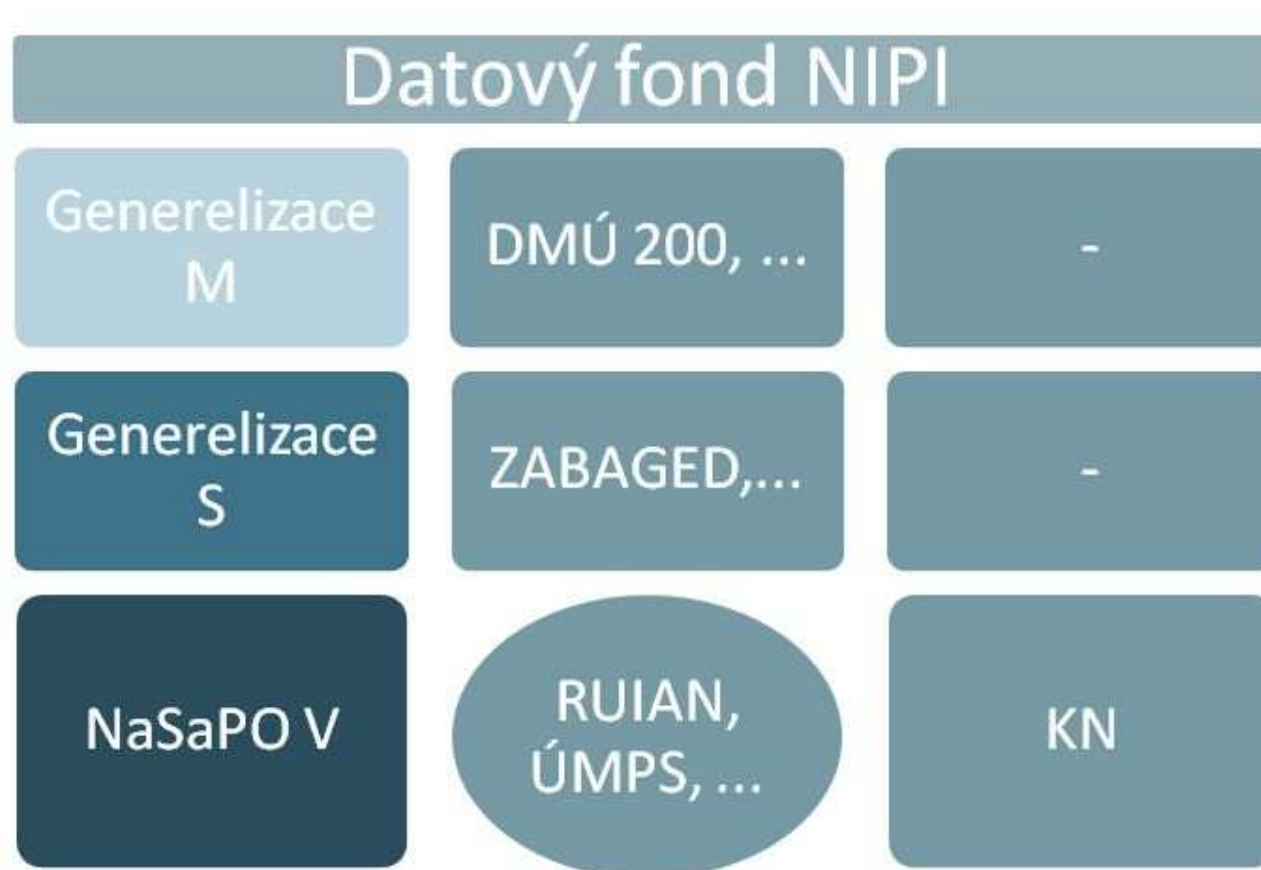 Datový fond NIPI
Generelizace
M
DMÚ 200, ...
-
Generelizace
S
ZABAGED,...
-
NaSaPO V
RUIAN,
ÚMPS, ...
KN